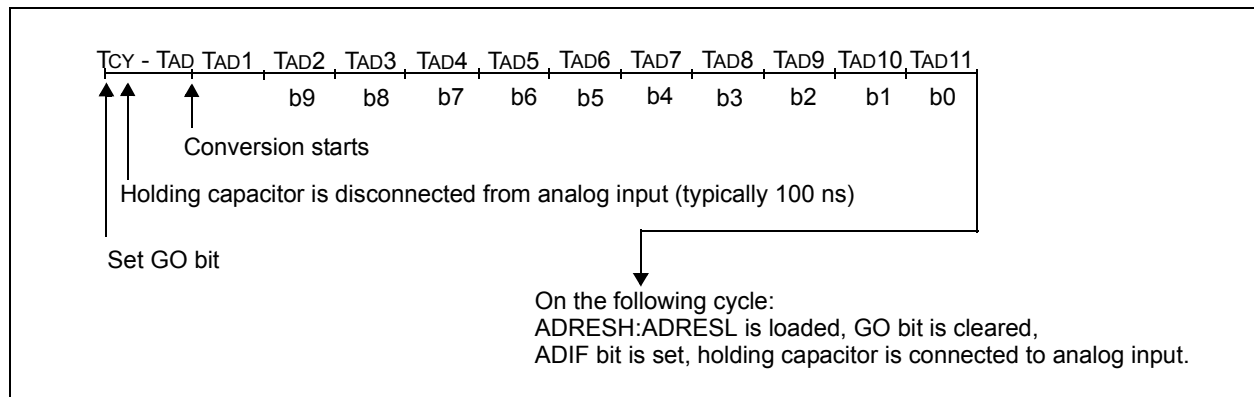 TCY - TAD TAD1 TAD2 TAD3 TAD4 TAD5 TAD6 TAD7 TAD8 TAD9 TAD10 TAD11
b9 b8 b7 b6 b5 b4 b3 b2 b1 b0
Conversion starts
Holding capacitor is disconnected from analog input (typically 100 ns)
Set GO bit
On the following cycle:
ADRESH:ADRESL is loaded, GO bit is cleared,
ADIF bit is set, holding capacitor is connected to analog input.